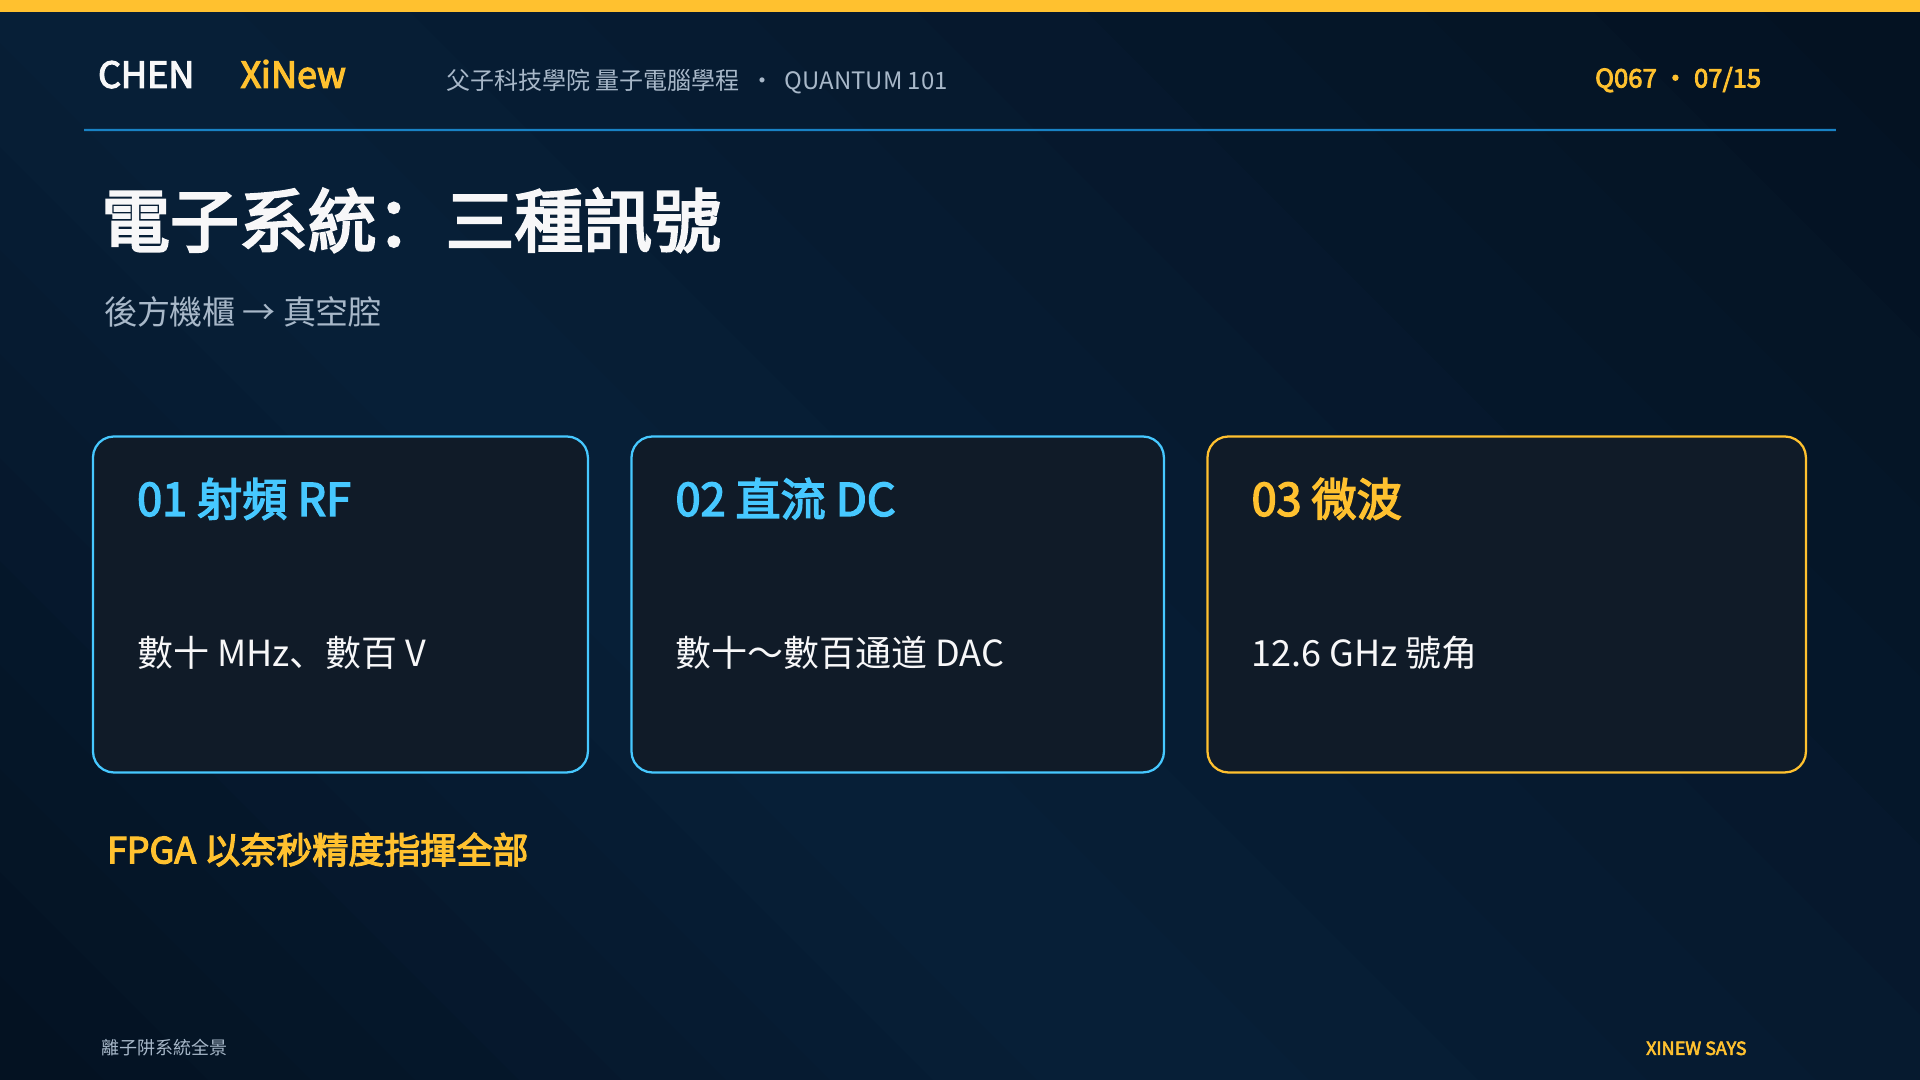 CHEN XiNew 父子科技學院 量子電腦學程 · QUANTUM 101 Q067 · 07/15
電子系統：三種訊號
後方機櫃 → 真空腔
01 射頻 RF
數十 MHz、數百 V
02 直流 DC
數十～數百通道 DAC
03 微波
12.6 GHz 號角
FPGA 以奈秒精度指揮全部
離子阱系統全景 XINEW SAYS